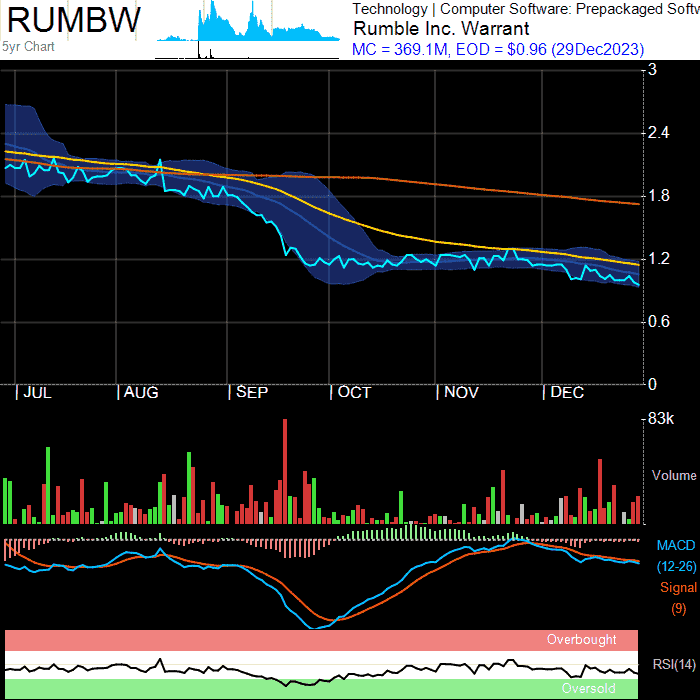 RUMBW
5yr Chart
Technology | Computer Software: Prepackaged Softw
Rumble Inc. Warrant
MC = 369.1M, EOD = $0.96 (29Dec2023)
3
2.4
1.8
1.2
0.6
0
JUL
AUG
SEP
OCT
NOV
DEC
83k
Volume
MACD
(12-26)
Signal
(9)
Overbought
RSI(14)
Oversold